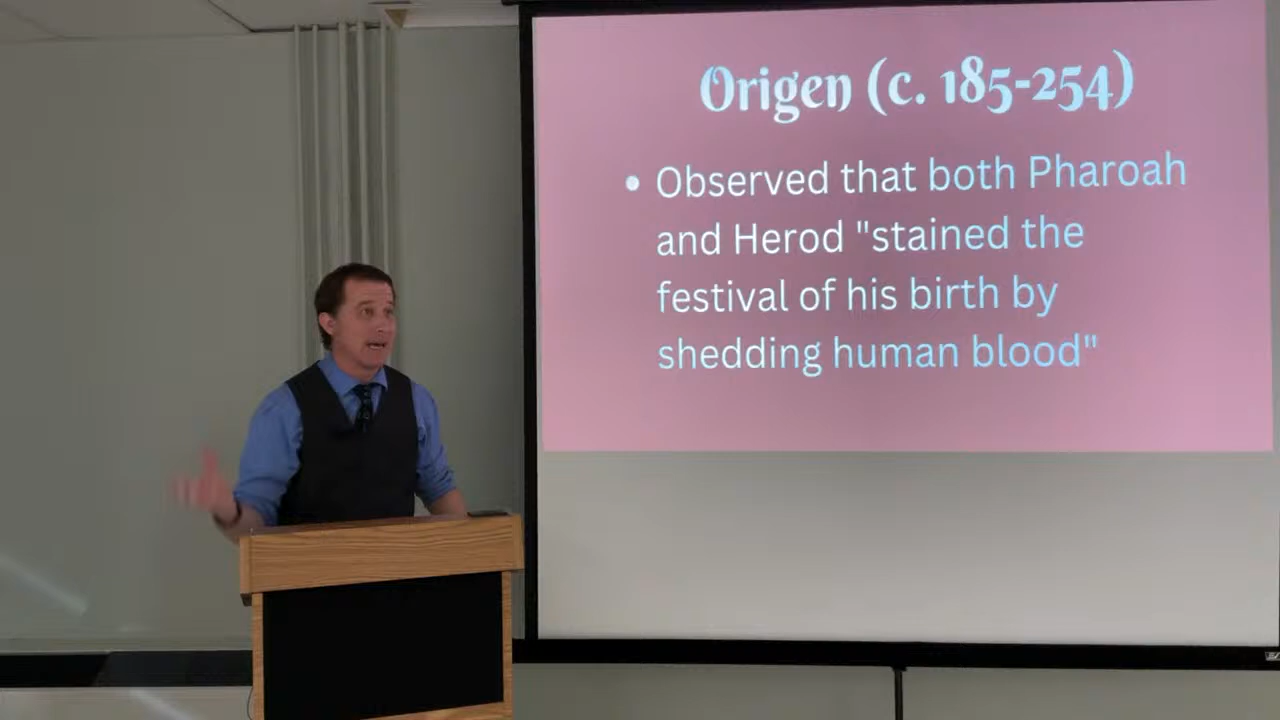 Origen (c. 185-254)
• Observed that both Pharoah
and Herod "stained the
festival of his birth by
shedding human blood"